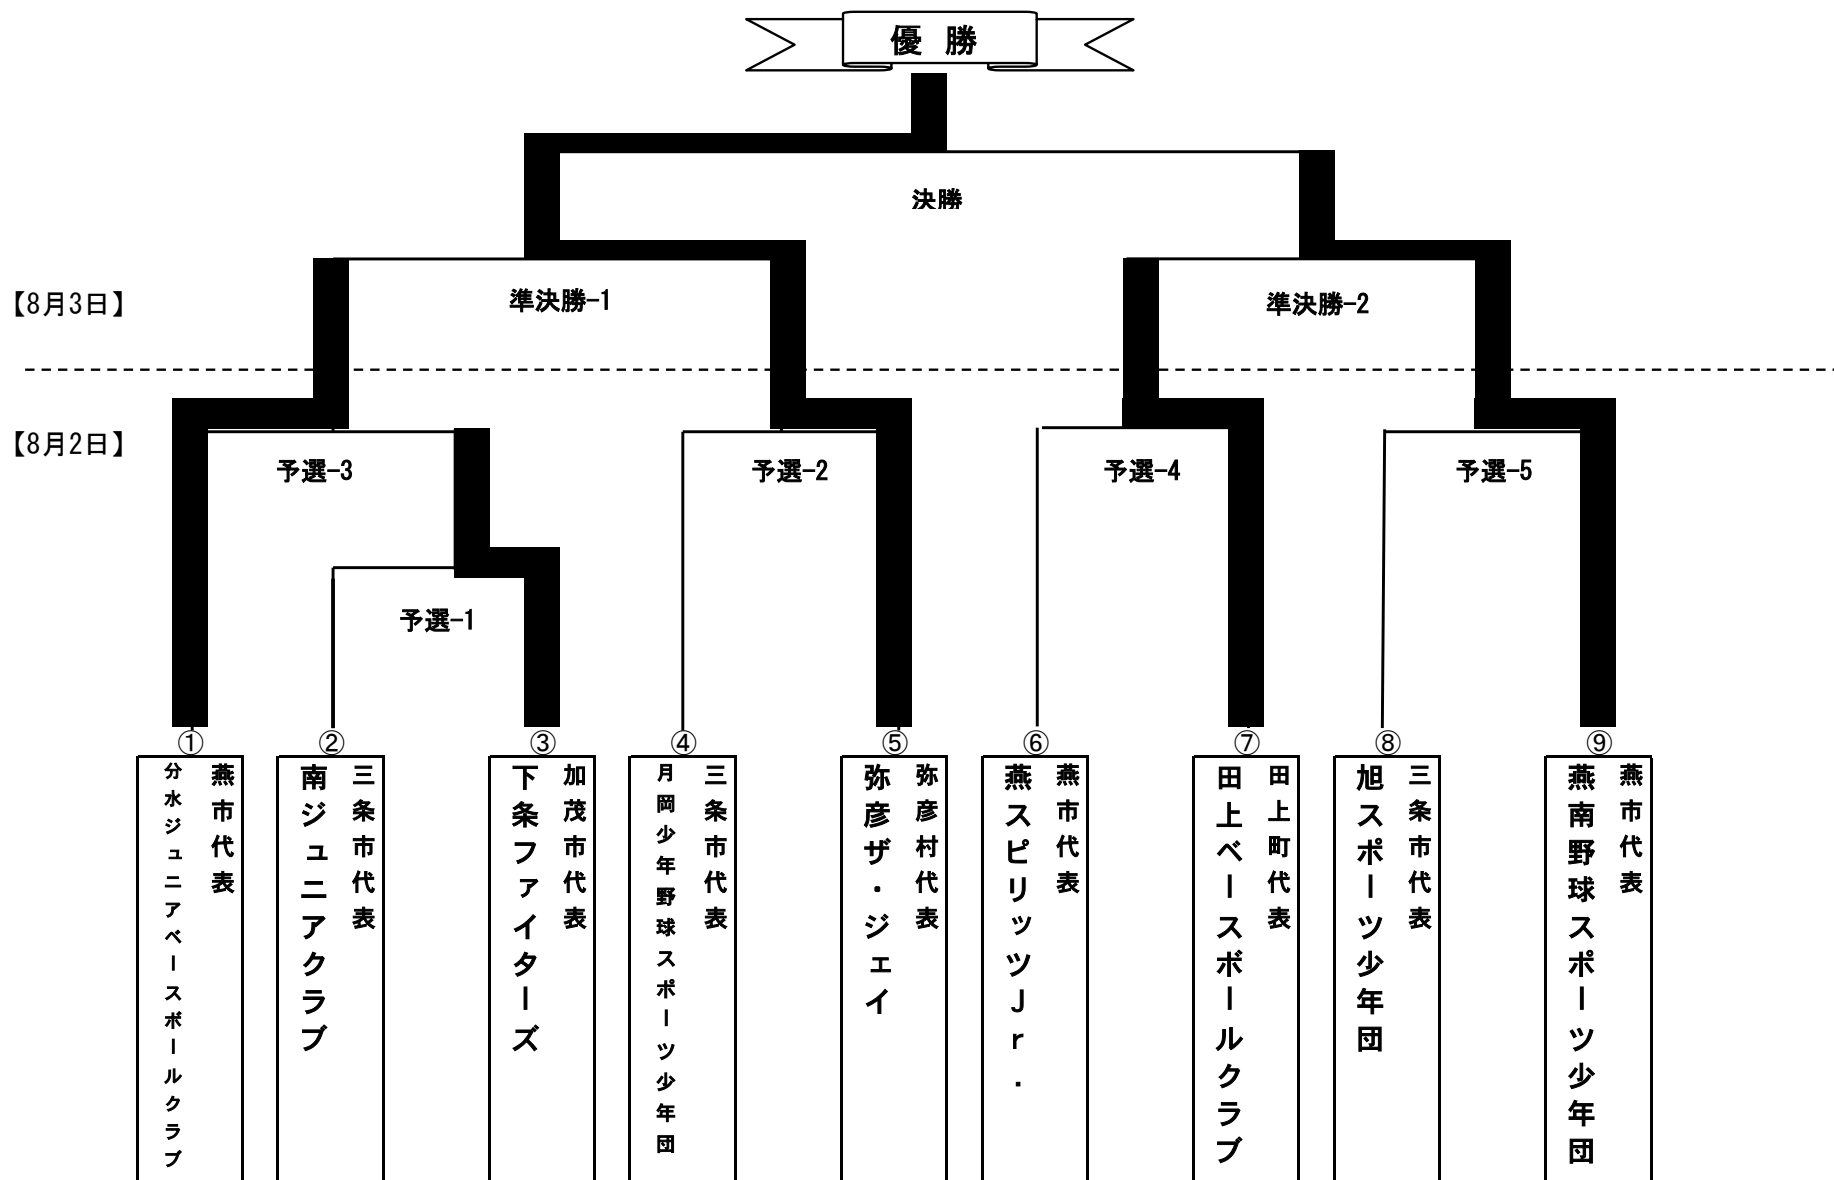 優 勝
決勝
【8月3日】
準決勝-1
準決勝-2
【8月2日】
予選-3
予選-2
予選-4
予選-5
予選-1
①
②
③
④
⑤
⑥
⑦
⑧
⑨
燕市代表
分水ジュニアベースボールクラブ
三条市代表
南ジュニアクラブ
加茂市代表
下条ファイターズ
三条市代表
月岡少年野球スポーツ少年団
弥彦村代表
弥彦ザ・ジェイ
燕市代表
燕スピリッツJr.
田上町代表
田上ベースボールクラブ
三条市代表
旭スポーツ少年団
燕市代表
燕南野球スポーツ少年団